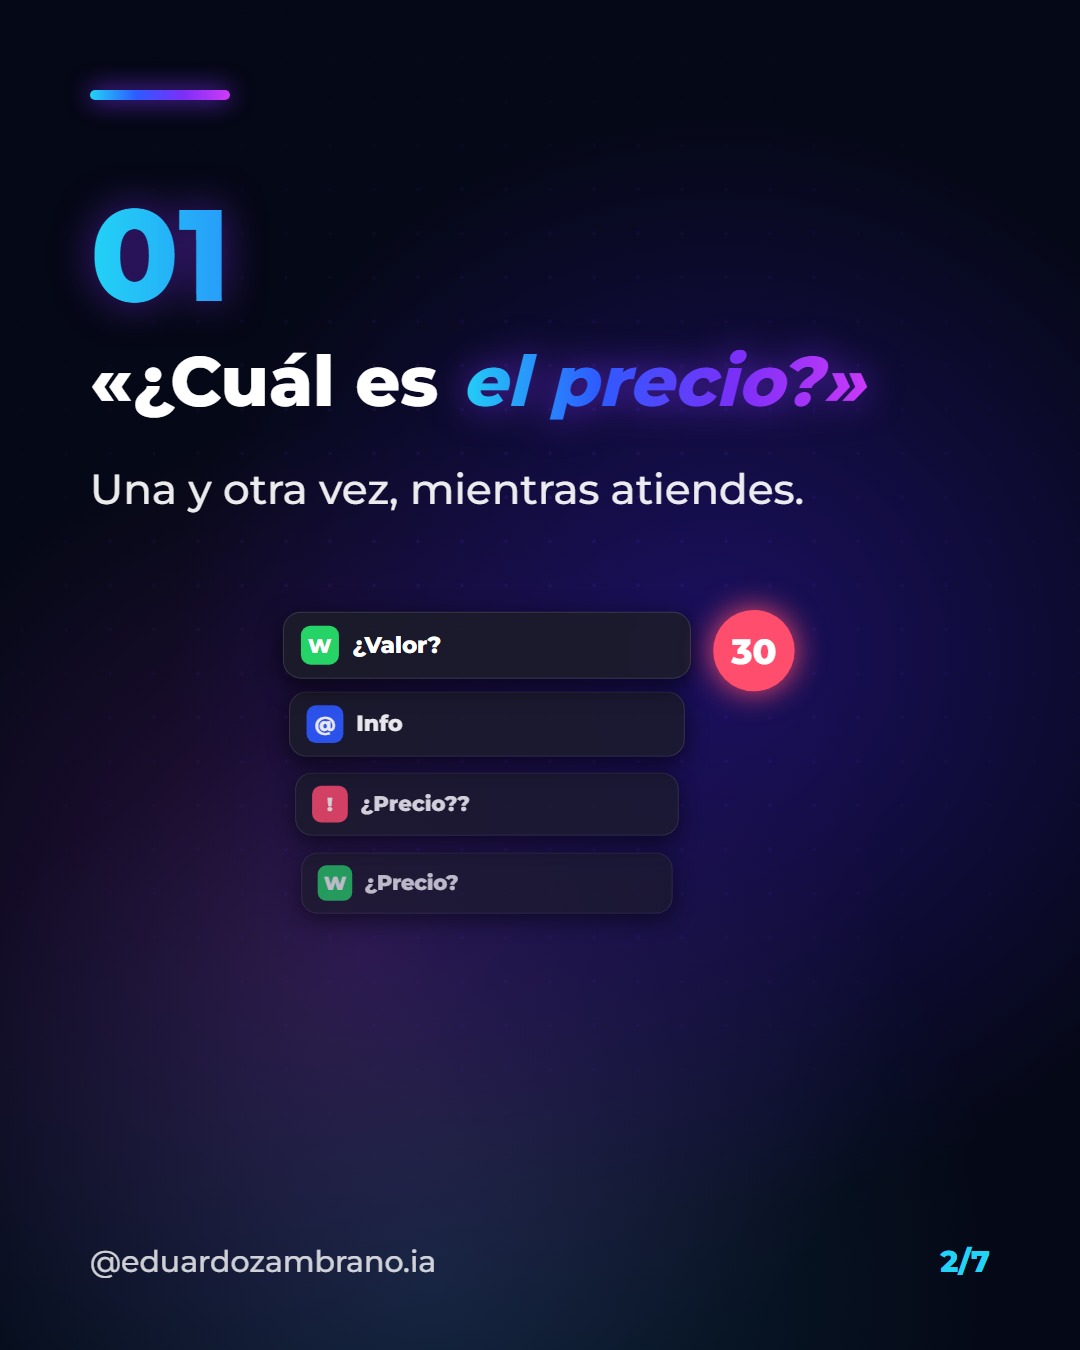 01
«¿Cuál es el precio?»
Una y otra vez, mientras atiendes.
W ¿Valor?
30
@ Info
! ¿Precio??
W ¿Precio?
@eduardozambrano.ia
2/7